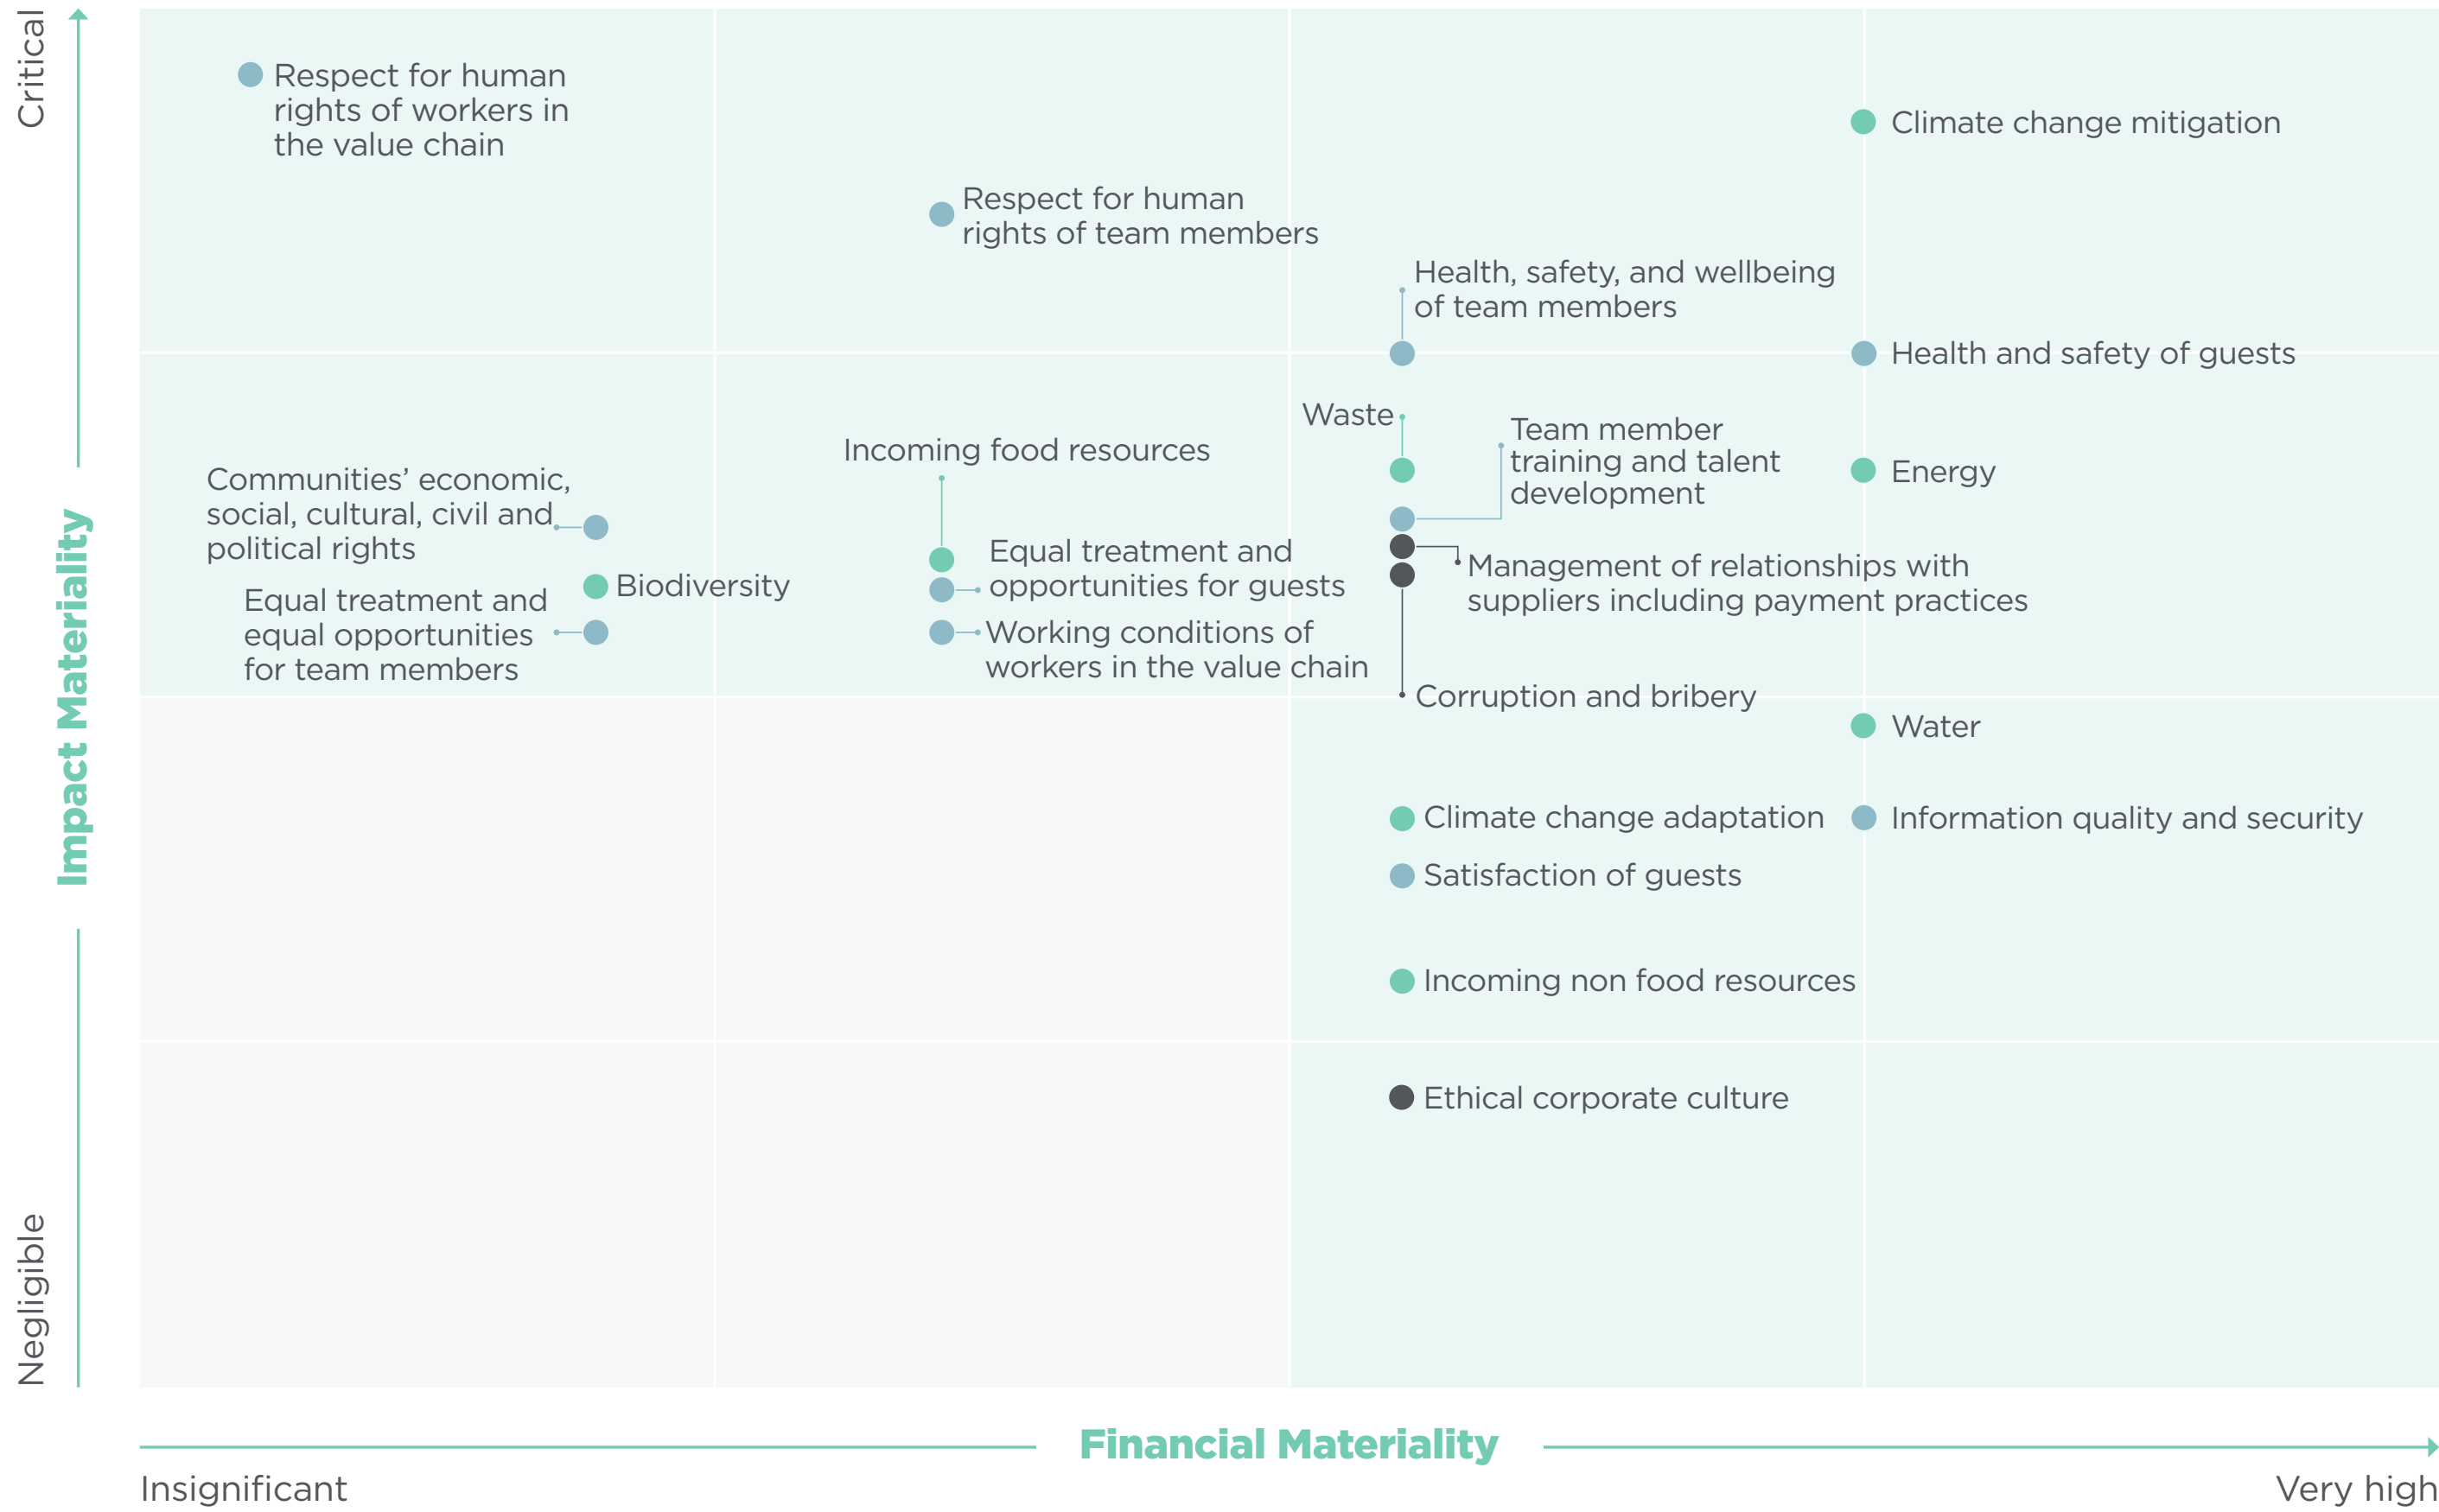 Critical
Impact Materiality
Negligible
Respect for human
rights of workers in
the value chain
Climate change mitigation
Respect for human
rights of team members
Health, safety, and wellbeing
of team members
Health and safety of guests
Waste
Team member
training and talent
development
Energy
Incoming food resources
Communities’ economic,
social, cultural, civil and
political rights
Equal treatment and
opportunities for guests
Management of relationships with
suppliers including payment practices
Biodiversity
Equal treatment and
equal opportunities
for team members
Working conditions of
workers in the value chain
Corruption and bribery
Water
Climate change adaptation
Information quality and security
Satisfaction of guests
Incoming non food resources
Ethical corporate culture
Financial Materiality
Insignificant
Very high